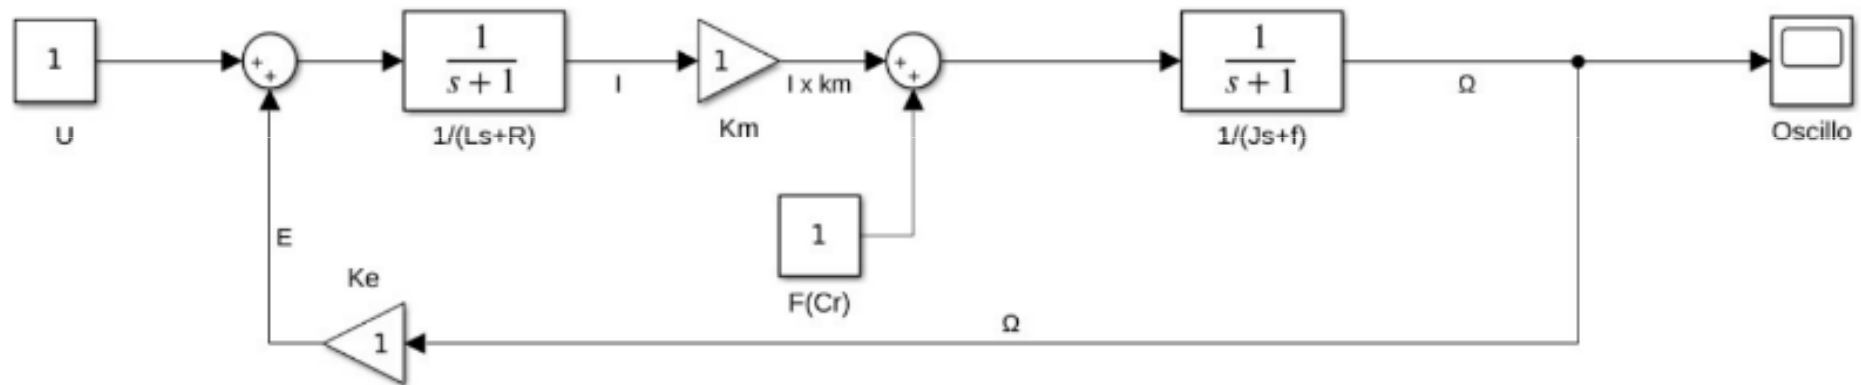 1
U
+
+
1
s + 1
1/(Ls+R)
I
1
Km
I x km
+
+
1
F(Cr)
1
s + 1
1/(Js+f)
Ω
Oscillo
E
Ke
1
Ω